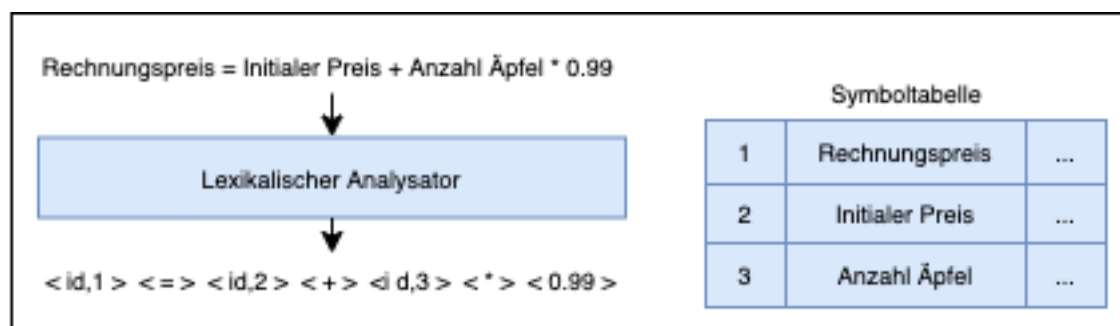 Rechnungspreis = Initialer Preis + Anzahl Äpfel * 0.99
Lexikalischer Analysator
< id,1 > < = > < id,2 > < + > <i d,3 > < * > < 0.99 >
Symboltabelle
1 Rechnungspreis ...
2 Initialer Preis ...
3 Anzahl Äpfel ...